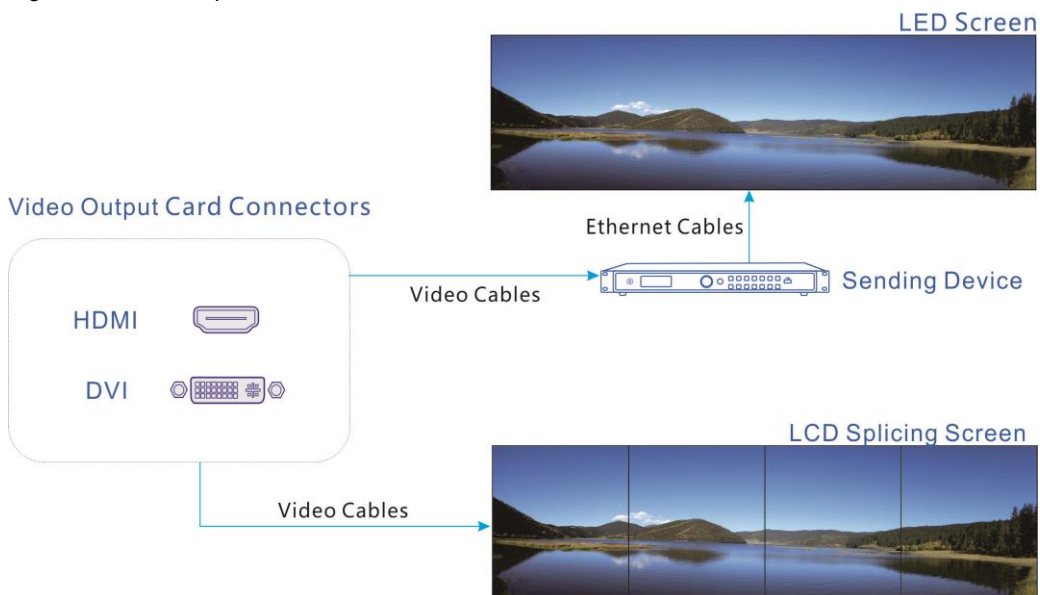 LED Screen
Video Output Card Connectors
Ethernet Cables
Video Cables
Sending Device
HDMI
DVI
LCD Splicing Screen
Video Cables